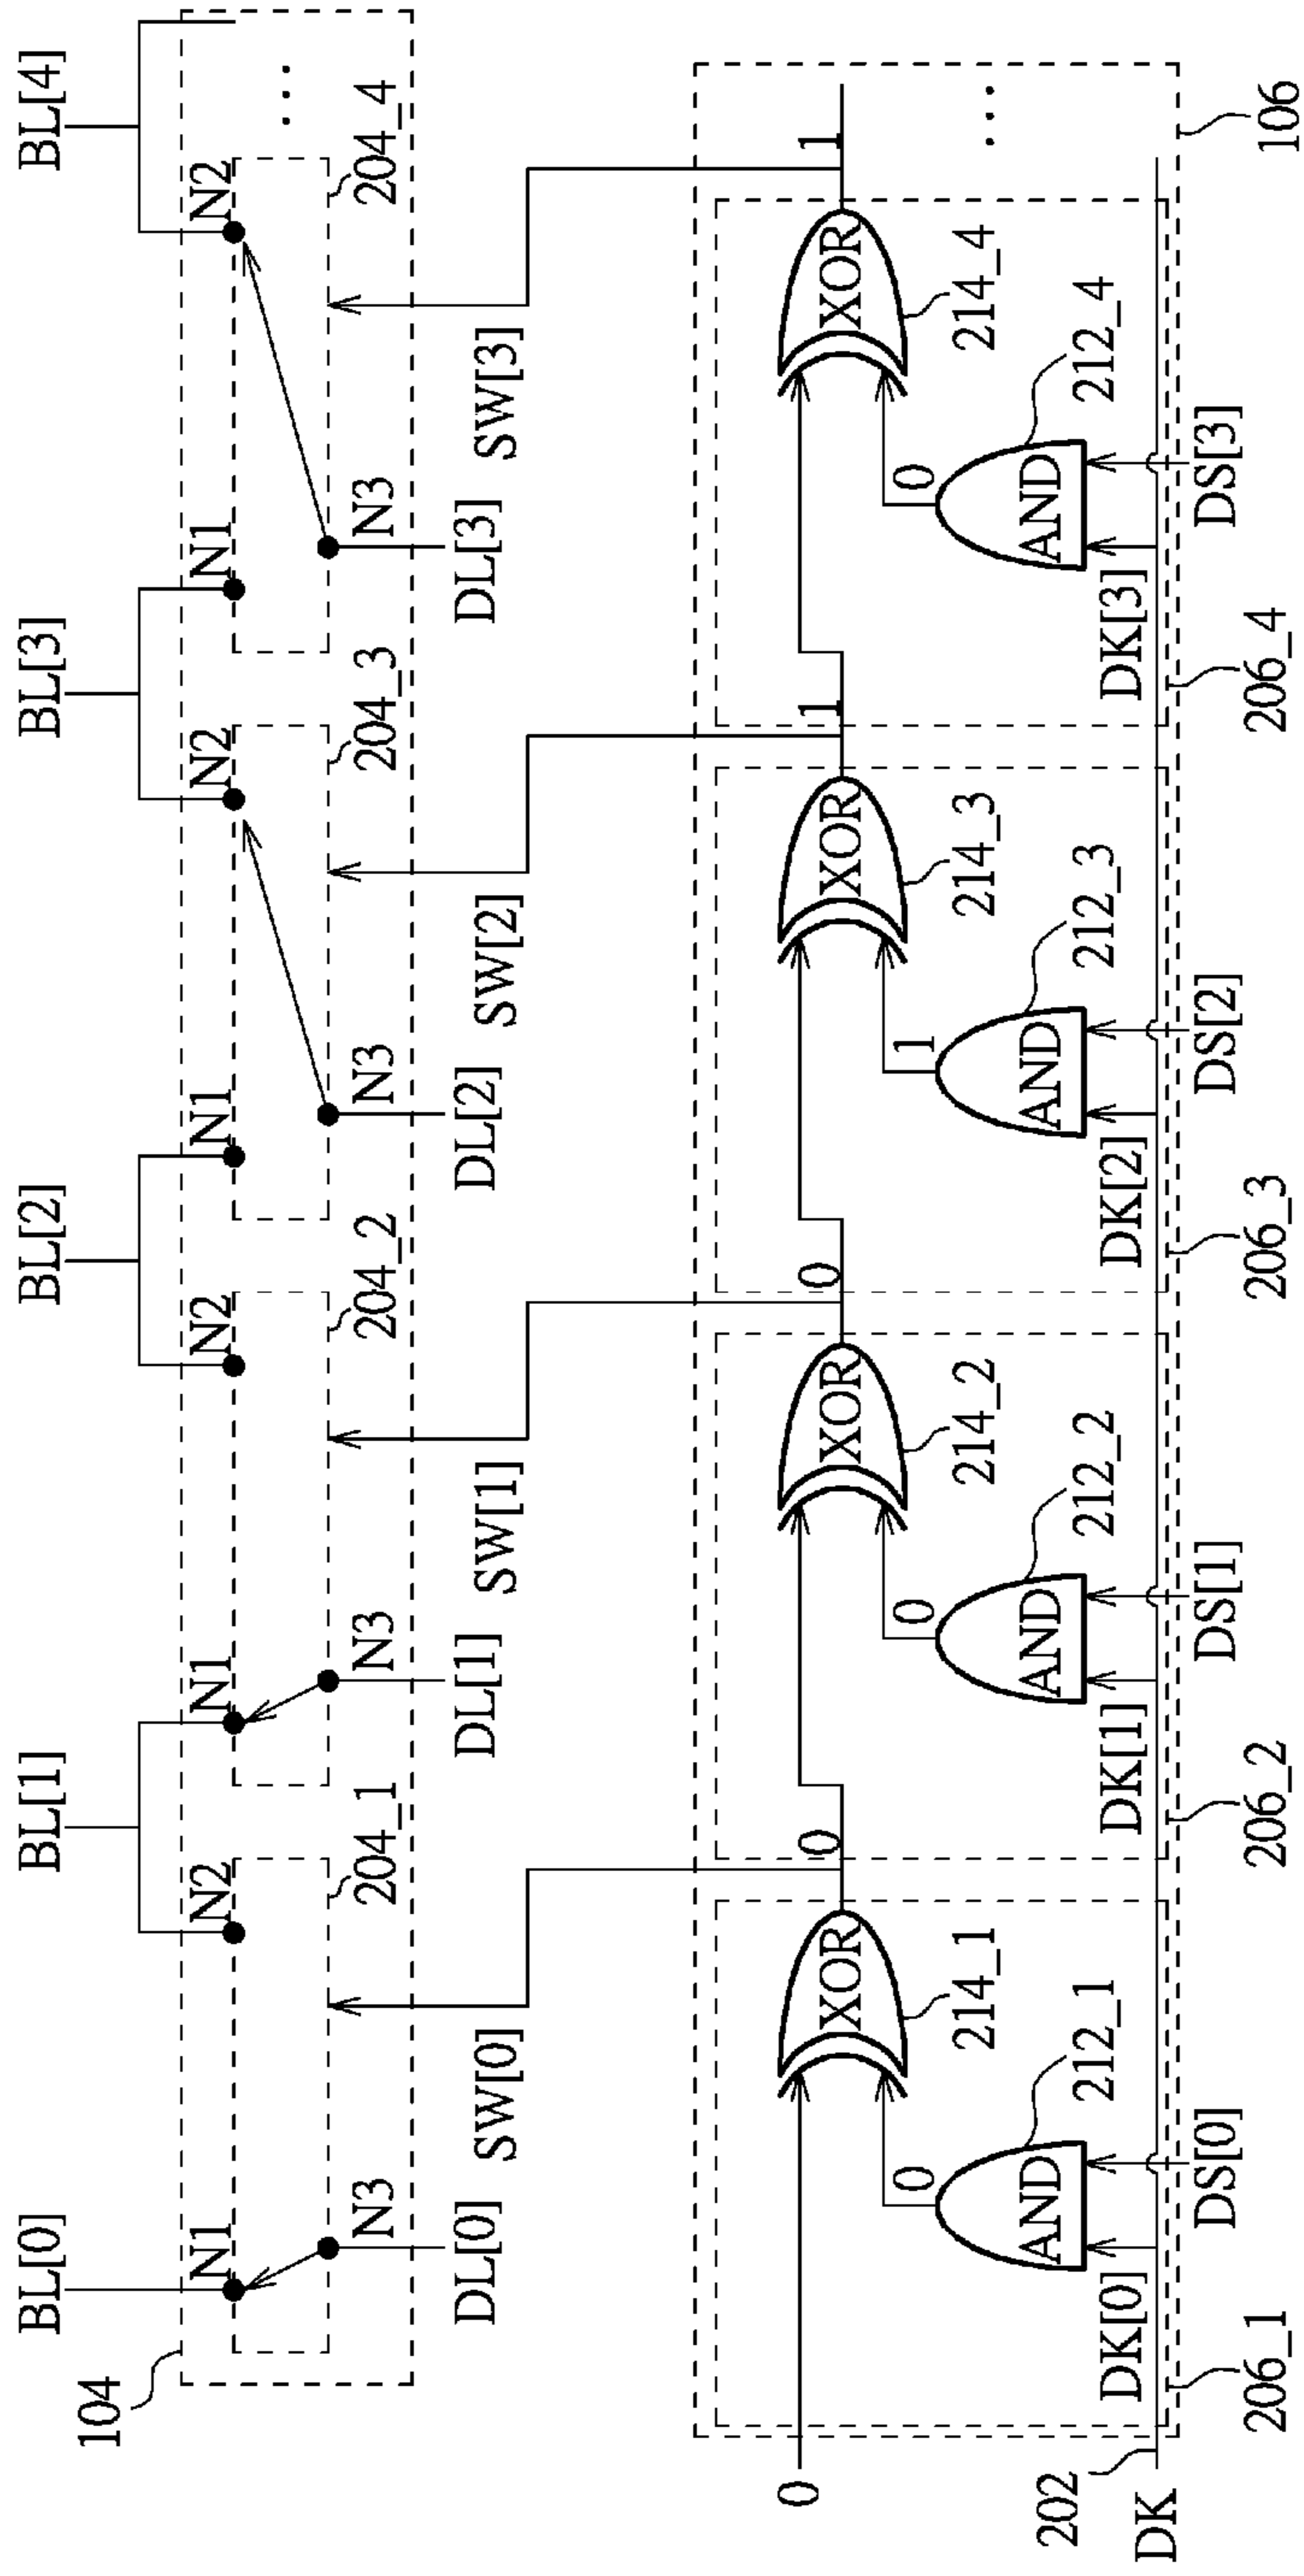 BL[0] BL[1] BL[2] BL[3] BL[4]
104
N1 N2 N1 N2 N1 N2 N1 N2
...
N3 204_1 N3 204_2 N3 204_3 N3 204_4
DL[0] SW[0] DL[1] SW[1] DL[2] SW[2] DL[3] SW[3]
0 XOR 0 XOR 0 XOR 1 XOR 1
0 0 1 0
214_1 214_2 214_3 214_4
...
AND AND AND AND
212_1 212_2 212_3 212_4
202
DK[0] DK[1] DK[2] DK[3]
DK
DS[0] DS[1] DS[2] DS[3]
206_1 206_2 206_3 206_4 106